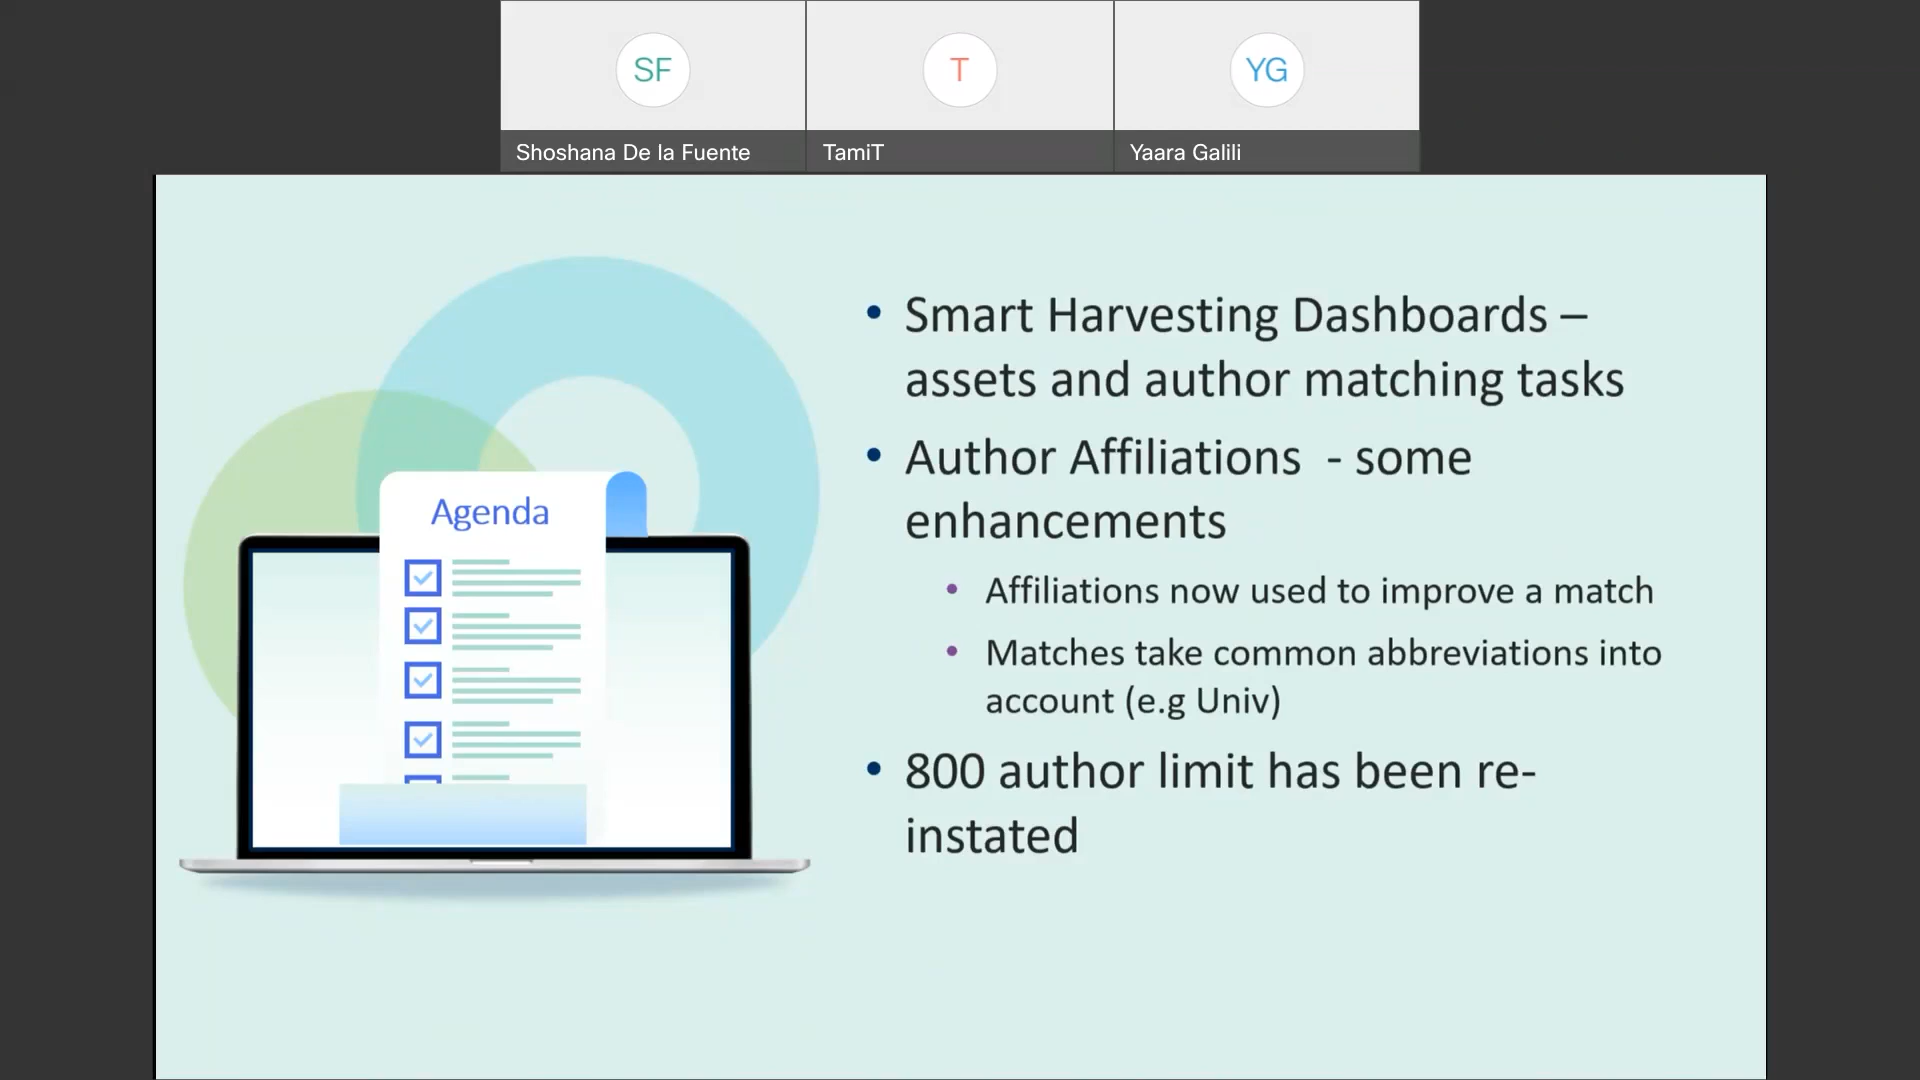 SF
T
YG
Shoshana De la Fuente
TamiT
Yaara Galili
Agenda
• Smart Harvesting Dashboards –
assets and author matching tasks
• Author Affiliations  - some
enhancements
• Affiliations now used to improve a match
• Matches take common abbreviations into
account (e.g Univ)
• 800 author limit has been re-
instated